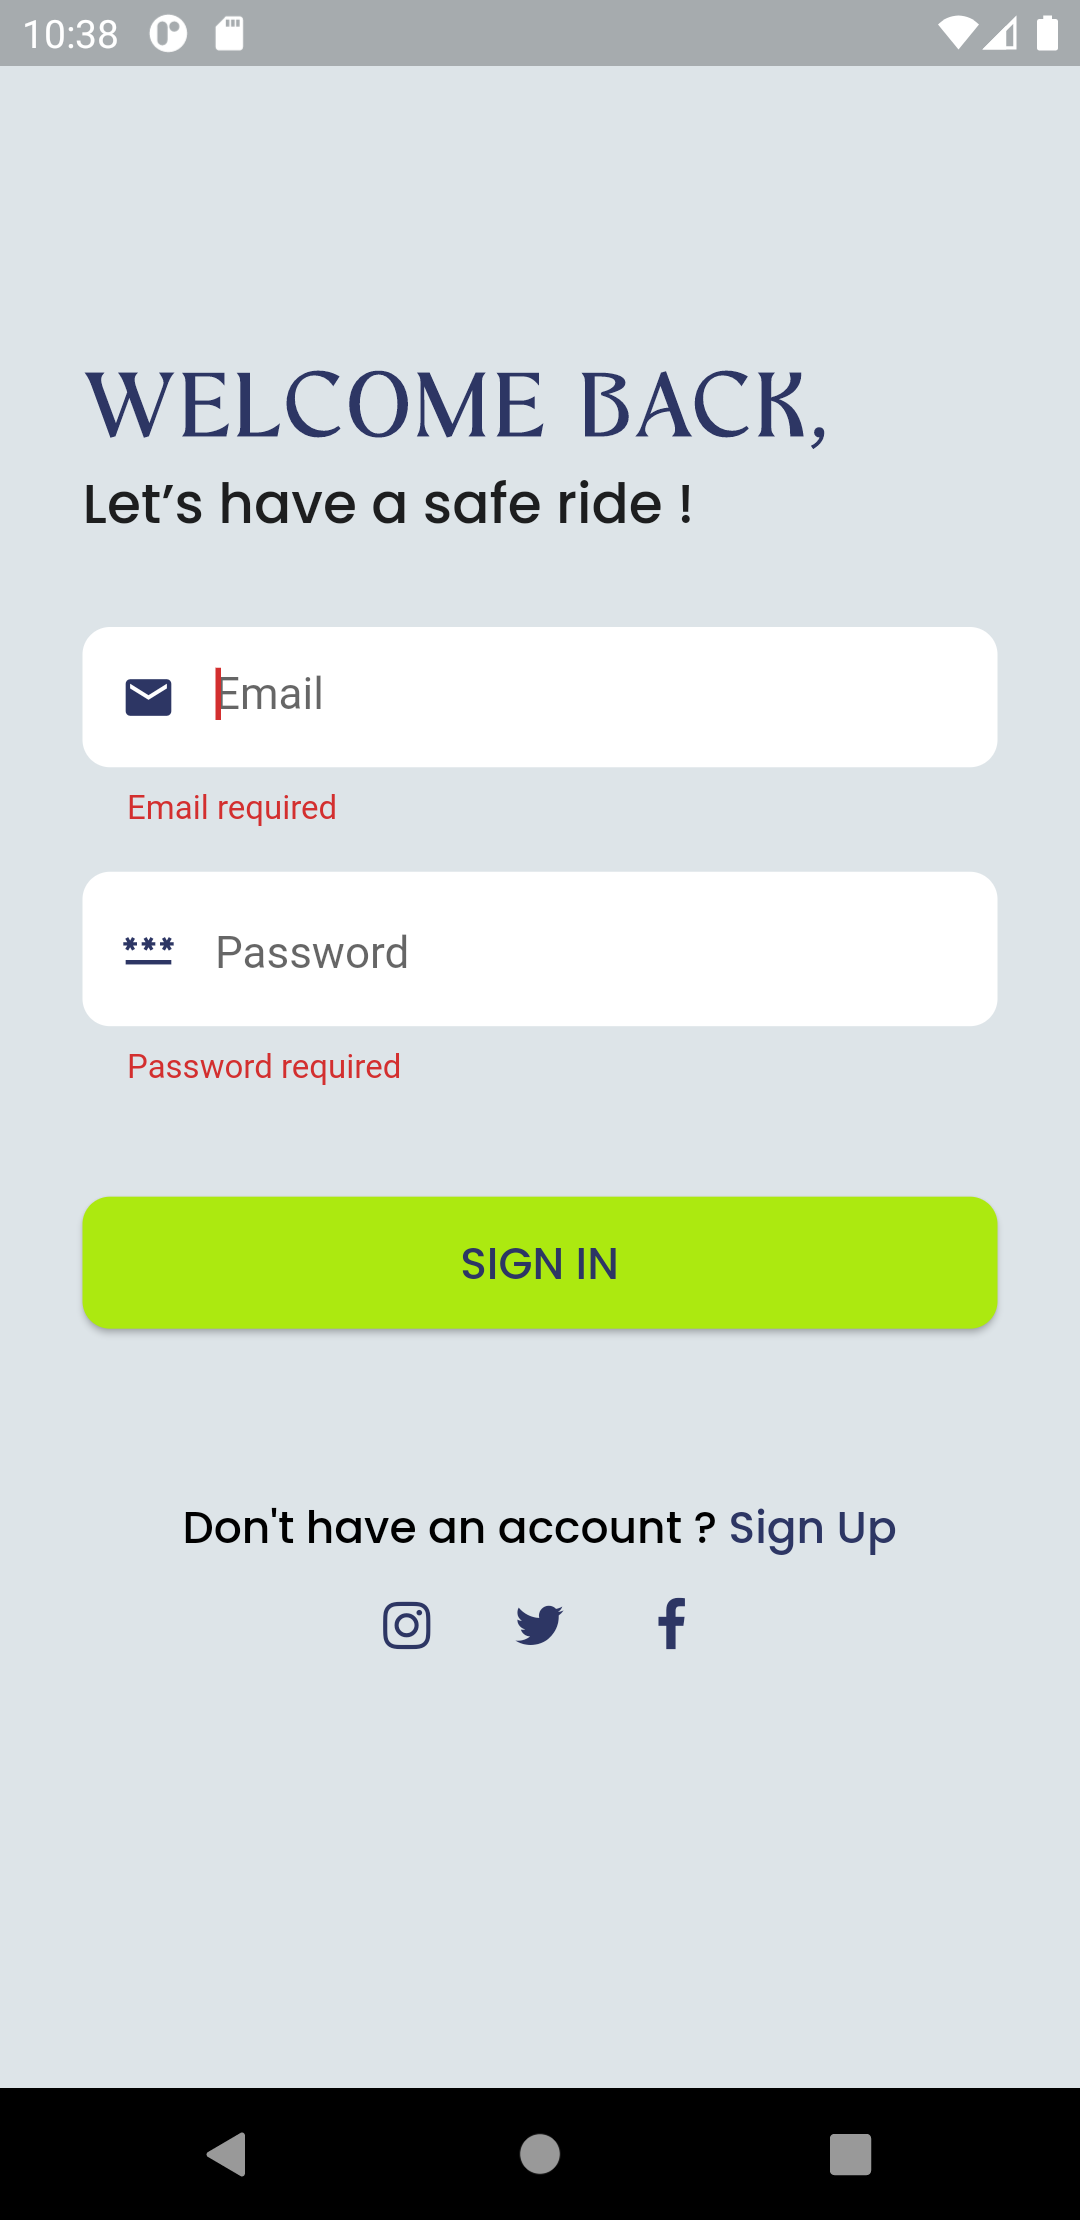 10:38
WELCOME BACK,
Let’s have a safe ride !
Email
Email required
Password
Password required
SIGN IN
Don't have an account ? Sign Up